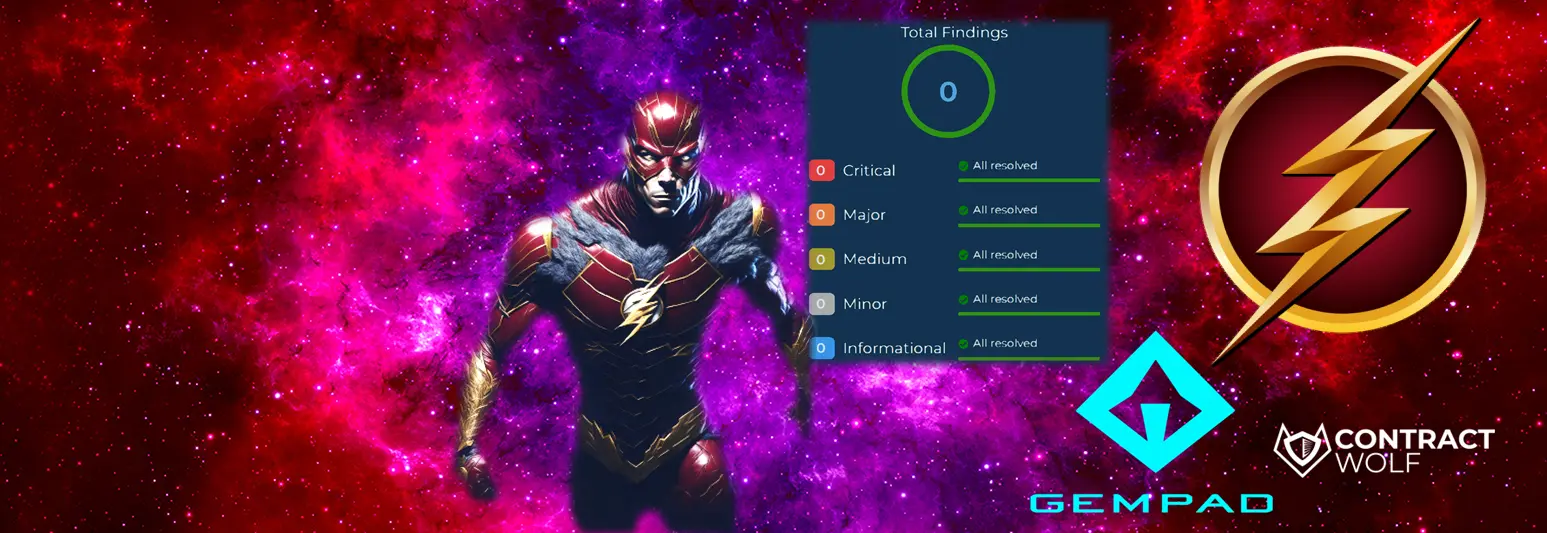 Total Findings
0
0 Critical All resolved
0 Major All resolved
0 Medium All resolved
0 Minor All resolved
0 Informational All resolved
GEMPAD
CONTRACT
WOLF